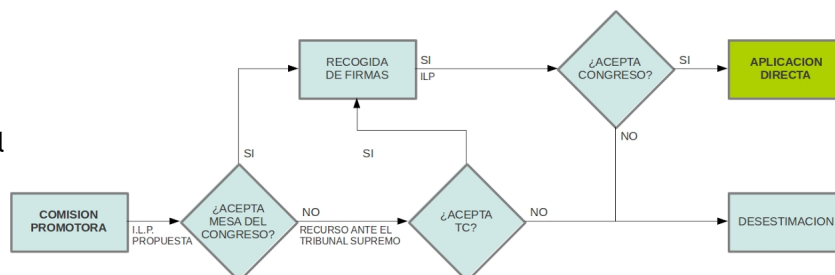 RECOGIDA
DE FIRMAS
SI
ILP
¿ACEPTA
CONGRESO?
SI
APLICACION
DIRECTA
NO
SI
SI
COMISION
PROMOTORA
I.L.P.
PROPUESTA
¿ACEPTA
MESA DEL
CONGRESO?
NO
RECURSO ANTE EL
TRIBUNAL SUPREMO
¿ACEPTA
TC?
NO
DESESTIMACION